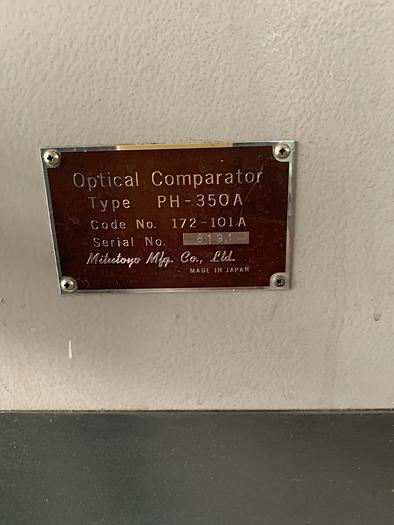 Optical Comparator
Type PH-350A
Code No. 172-101A
Serial No.
Mitutoyo Mfg. Co., Ltd.
MADE IN JAPAN